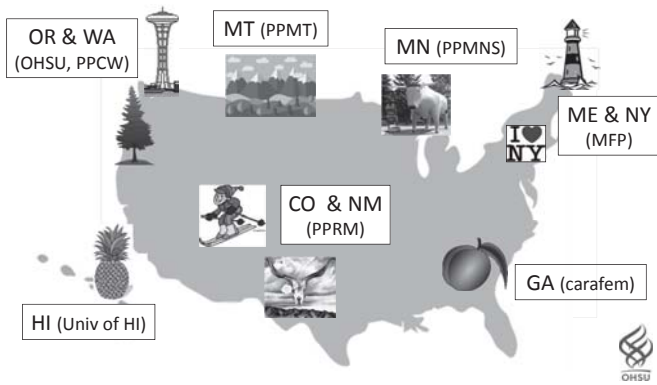 OR & WA
(OHSU, PPCW)
MT (PPMT)
MN (PPMNS)
ME & NY
(MFP)
I
NY
CO & NM
(PPRM)
GA (carafem)
HI (Univ of HI)
OHSU